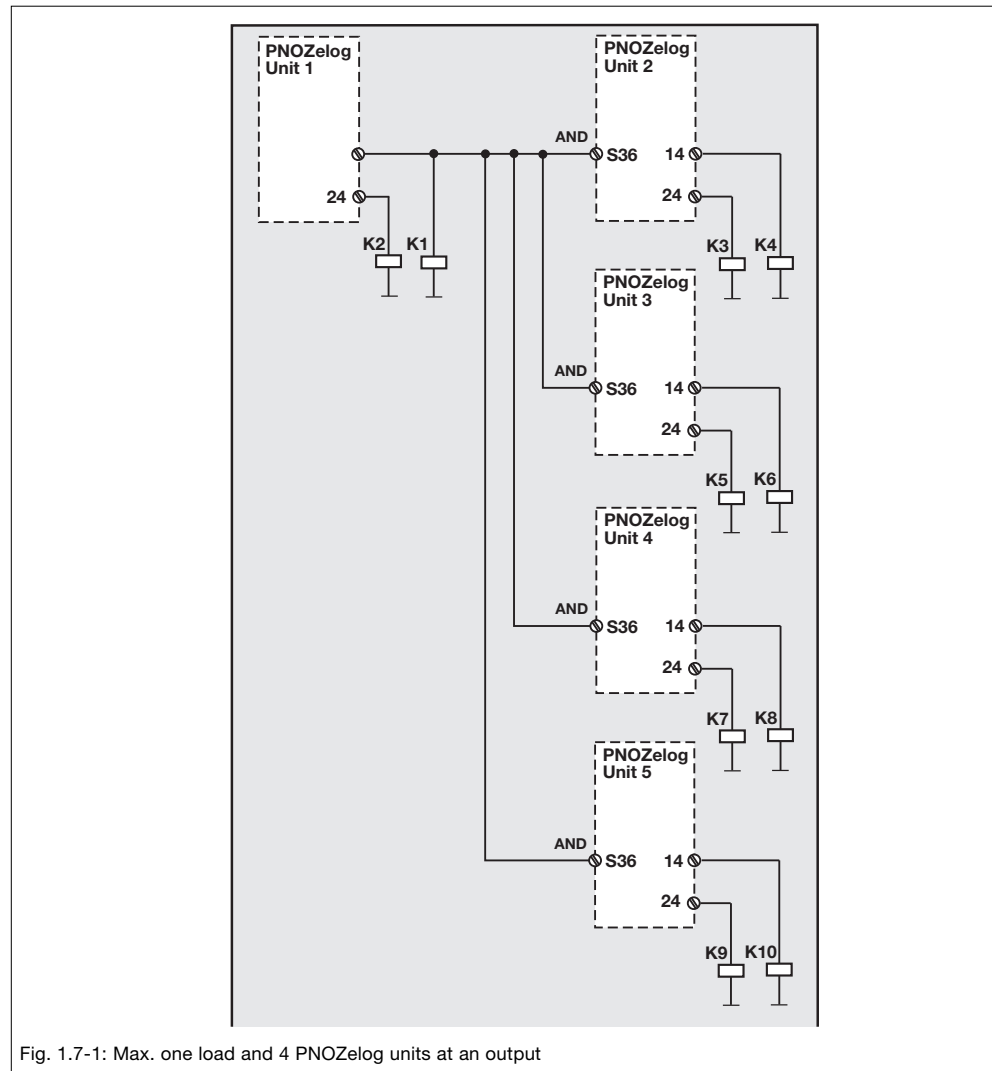 PNOZelog
Unit 1
24
K2 K1
PNOZelog
Unit 2
AND
S36 14
24
K3 K4
PNOZelog
Unit 3
AND
S36 14
24
K5 K6
PNOZelog
Unit 4
AND
S36 14
24
K7 K8
PNOZelog
Unit 5
AND
S36 14
24
K9 K10
Fig. 1.7-1: Max. one load and 4 PNOZelog units at an output